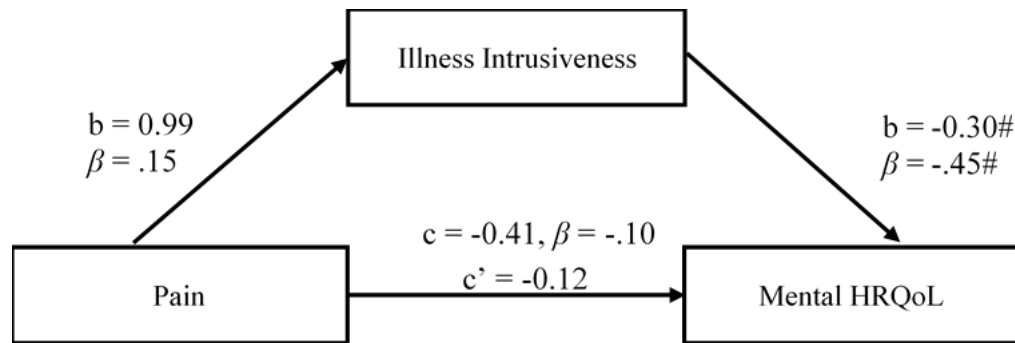 Illness Intrusiveness
b = 0.99
β = .15
b = -0.30#
β = -.45#
c = -0.41, β = -.10
c’ = -0.12
Pain
Mental HRQoL